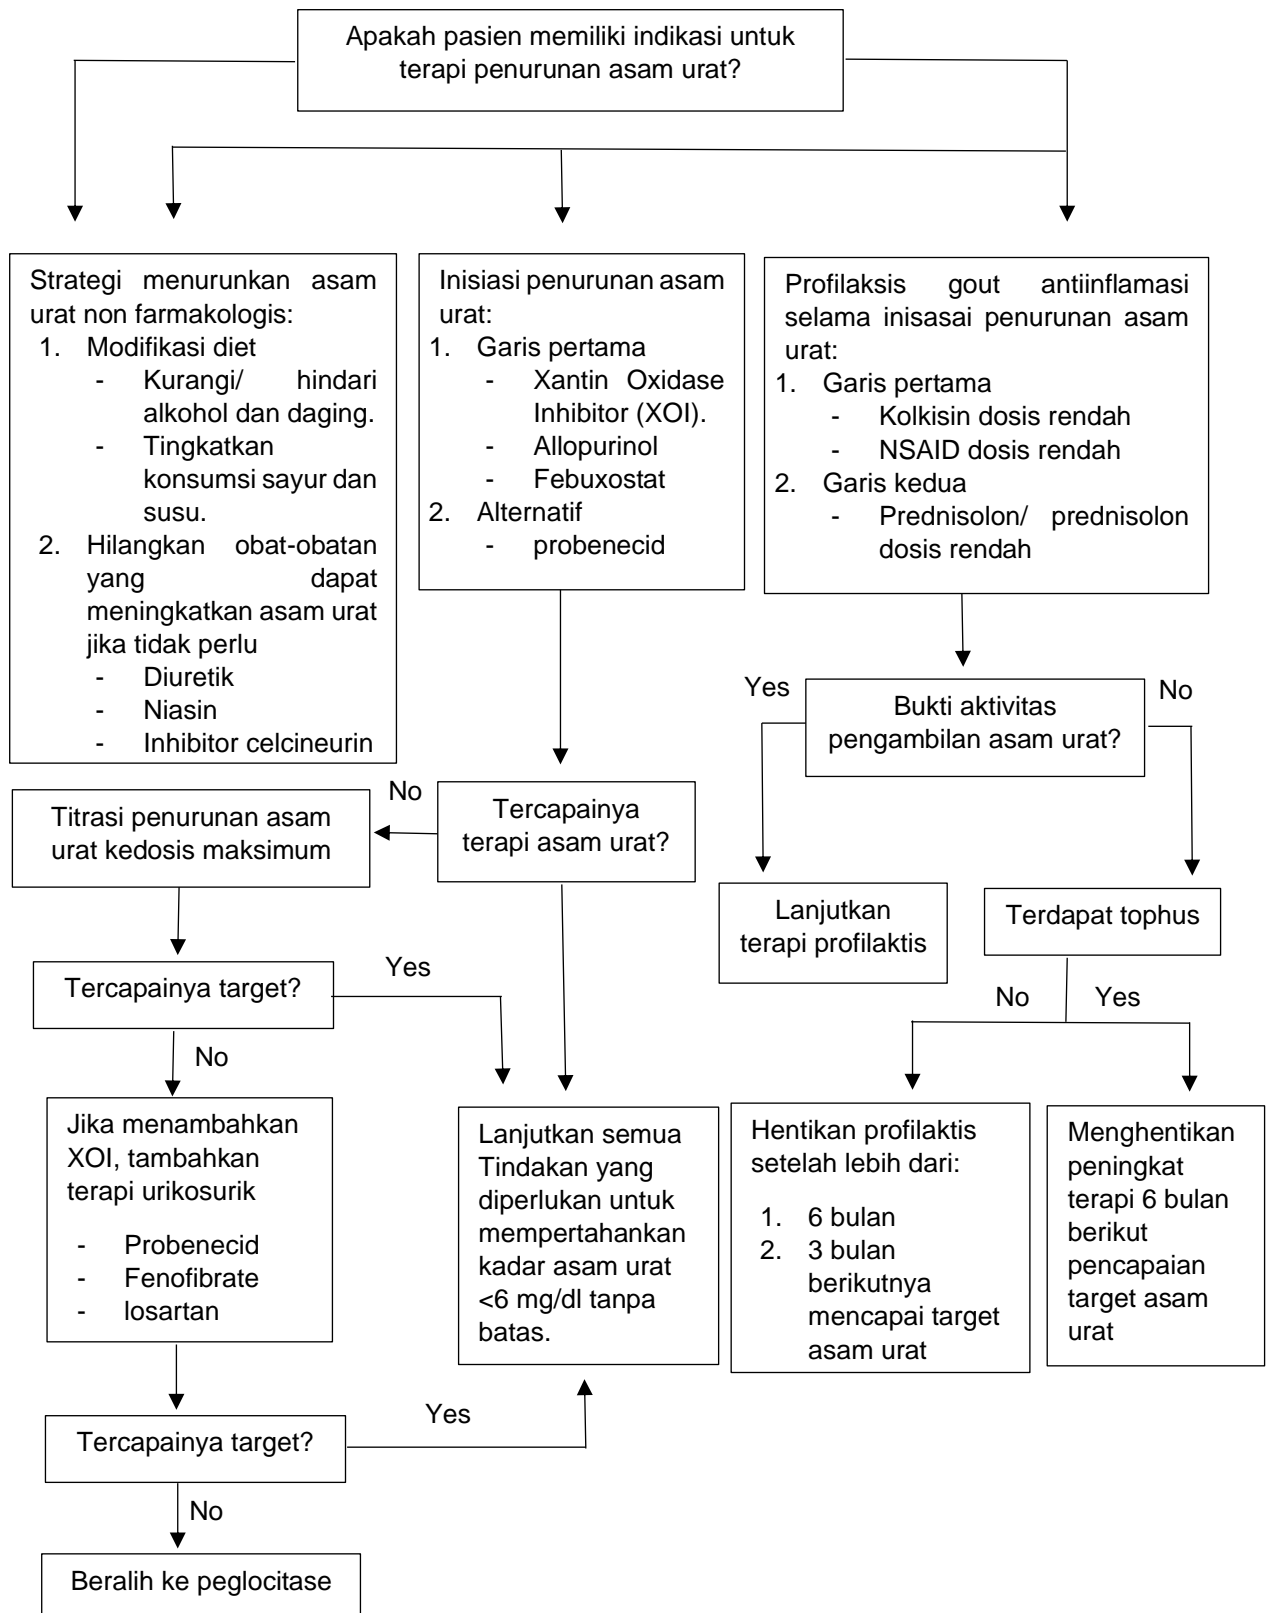 Apakah pasien memiliki indikasi untuk
terapi penurunan asam urat?
Strategi menurunkan asam
urat non farmakologis:
1. Modifikasi diet
- Kurangi/ hindari
alkohol dan daging.
- Tingkatkan
konsumsi sayur dan
susu.
2. Hilangkan obat-obatan
yang dapat
meningkatkan asam urat
jika tidak perlu
- Diuretik
- Niasin
- Inhibitor celcineurin
Inisiasi penurunan asam
urat:
1. Garis pertama
- Xantin Oxidase
Inhibitor (XOI).
- Allopurinol
- Febuxostat
2. Alternatif
- probenecid
Profilaksis gout antiinflamasi
selama inisasai penurunan asam
urat:
1. Garis pertama
- Kolkisin dosis rendah
- NSAID dosis rendah
2. Garis kedua
- Prednisolon/ prednisolon
dosis rendah
Yes
Bukti aktivitas
pengambilan asam urat?
No
Titrasi penurunan asam
urat kedosis maksimum
No
Tercapainya
terapi asam urat?
Lanjutkan
terapi profilaktis
Terdapat tophus
Tercapainya target?
Yes
No
Yes
No
Jika menambahkan
XOI, tambahkan
terapi urikosurik
- Probenecid
- Fenofibrate
- losartan
Lanjutkan semua
Tindakan yang
diperlukan untuk
mempertahankan
kadar asam urat
<6 mg/dl tanpa
batas.
Hentikan profilaktis
setelah lebih dari:
1. 6 bulan
2. 3 bulan
berikutnya
mencapai target
asam urat
Menghentikan
peningkat
terapi 6 bulan
berikut
pencapaian
target asam
urat
Tercapainya target?
Yes
No
Beralih ke peglocitase